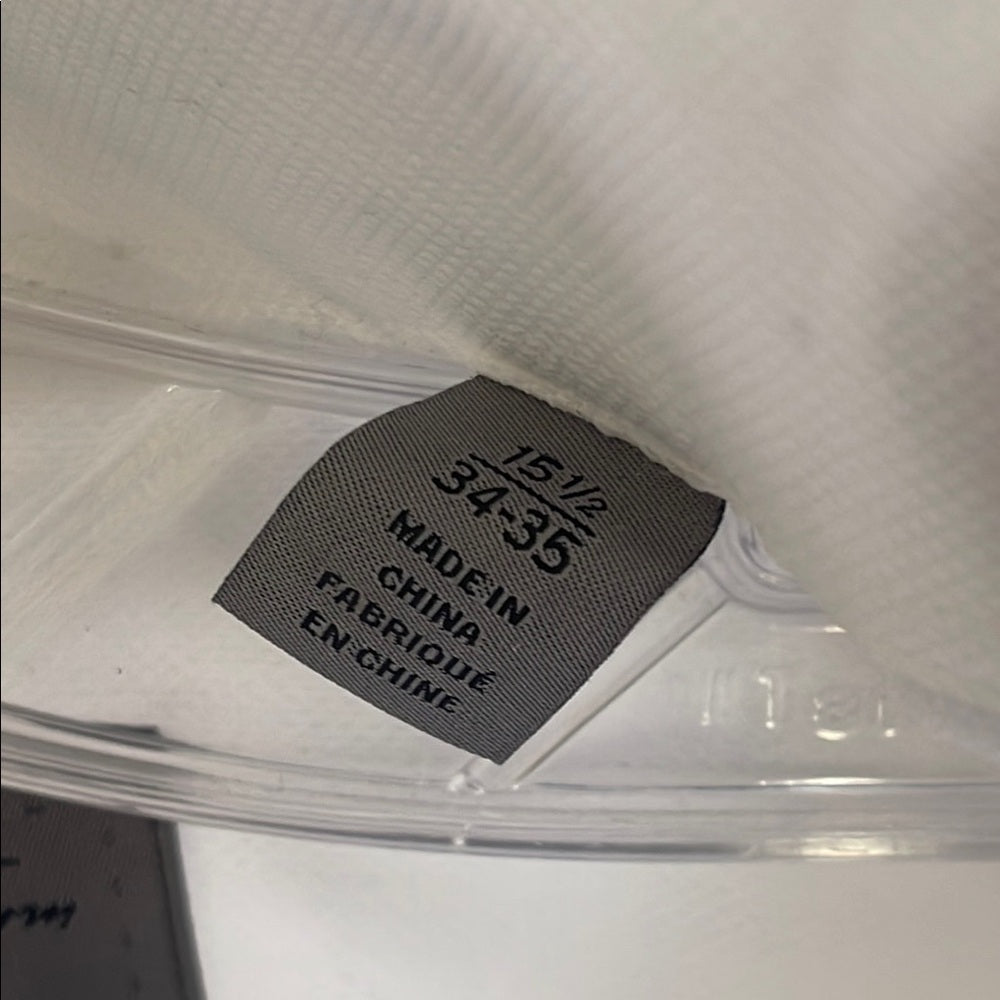 15 1/2
34-35
MADE IN
CHINA
FABRIQUÉ
EN CHINE